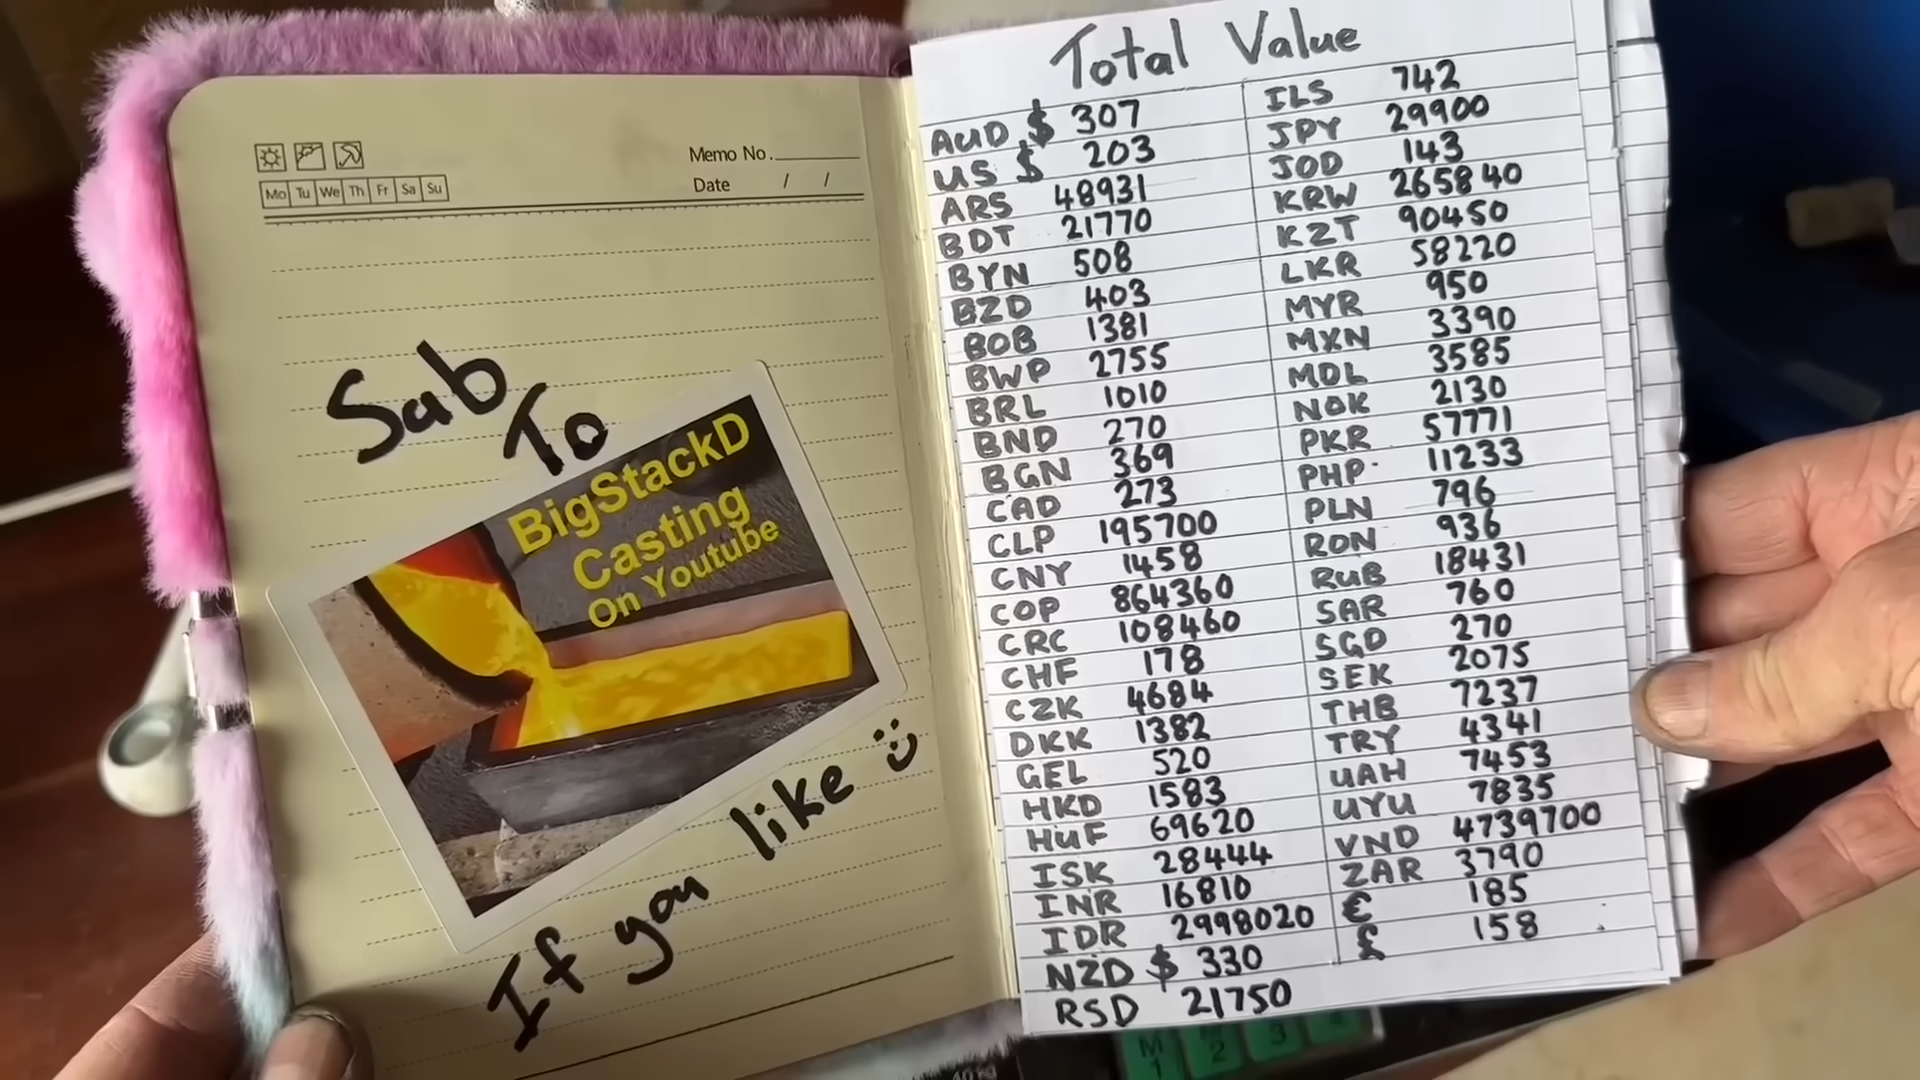 Memo No.
Mo Tu We Th Fr Sa Su
Date / /
Sub
To
BigStackD
Casting
On Youtube
If you like
Total Value
AUD $ 307
US $ 203
ARS 48931
BDT 21770
BYN 508
BZD 403
BOB 1381
BWP 2755
BRL 1010
BND 270
BGN 369
CAD 273
CLP 195700
CNY 1458
COP 864360
CRC 108460
CHF 178
CZK 4684
DKK 1382
GEL 520
HKD 1583
HUF 69620
ISK 28444
INR 16810
IDR 2998020
NZD $ 330
RSD 21750
ILS 742
JPY 29900
JOD 143
KRW 265840
KZT 90450
LKR 58220
MYR 950
MXN 3390
MDL 3585
NOK 2130
PKR 57771
PHP 11233
PLN 796
RON 936
RUB 18431
SAR 760
SGD 270
SEK 2075
THB 7237
TRY 4341
UAH 7453
UYU 7835
VND 4739700
ZAR 3790
€ 185
£ 158
M
1 2 3